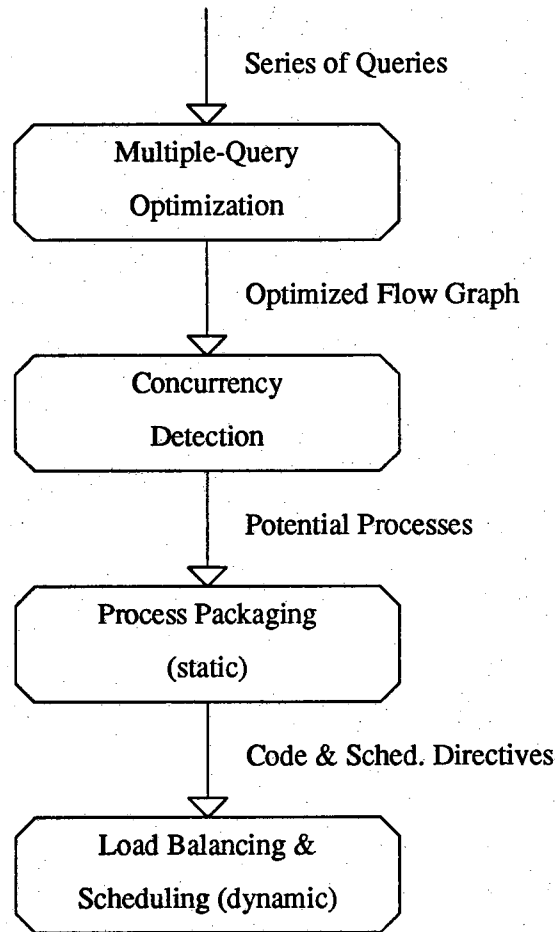 Series of Queries
Multiple-Query
Optimization
Optimized Flow Graph
Concurrency
Detection
Potential Processes
Process Packaging
(static)
Code & Sched. Directives
Load Balancing &
Scheduling (dynamic)